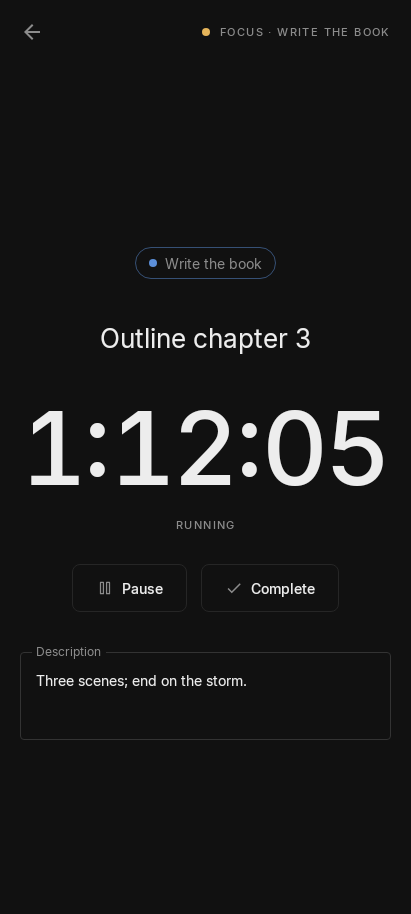 FOCUS · WRITE THE BOOK
Write the book
Outline chapter 3
1:12:05
RUNNING
Pause
Complete
Description
Three scenes; end on the storm.